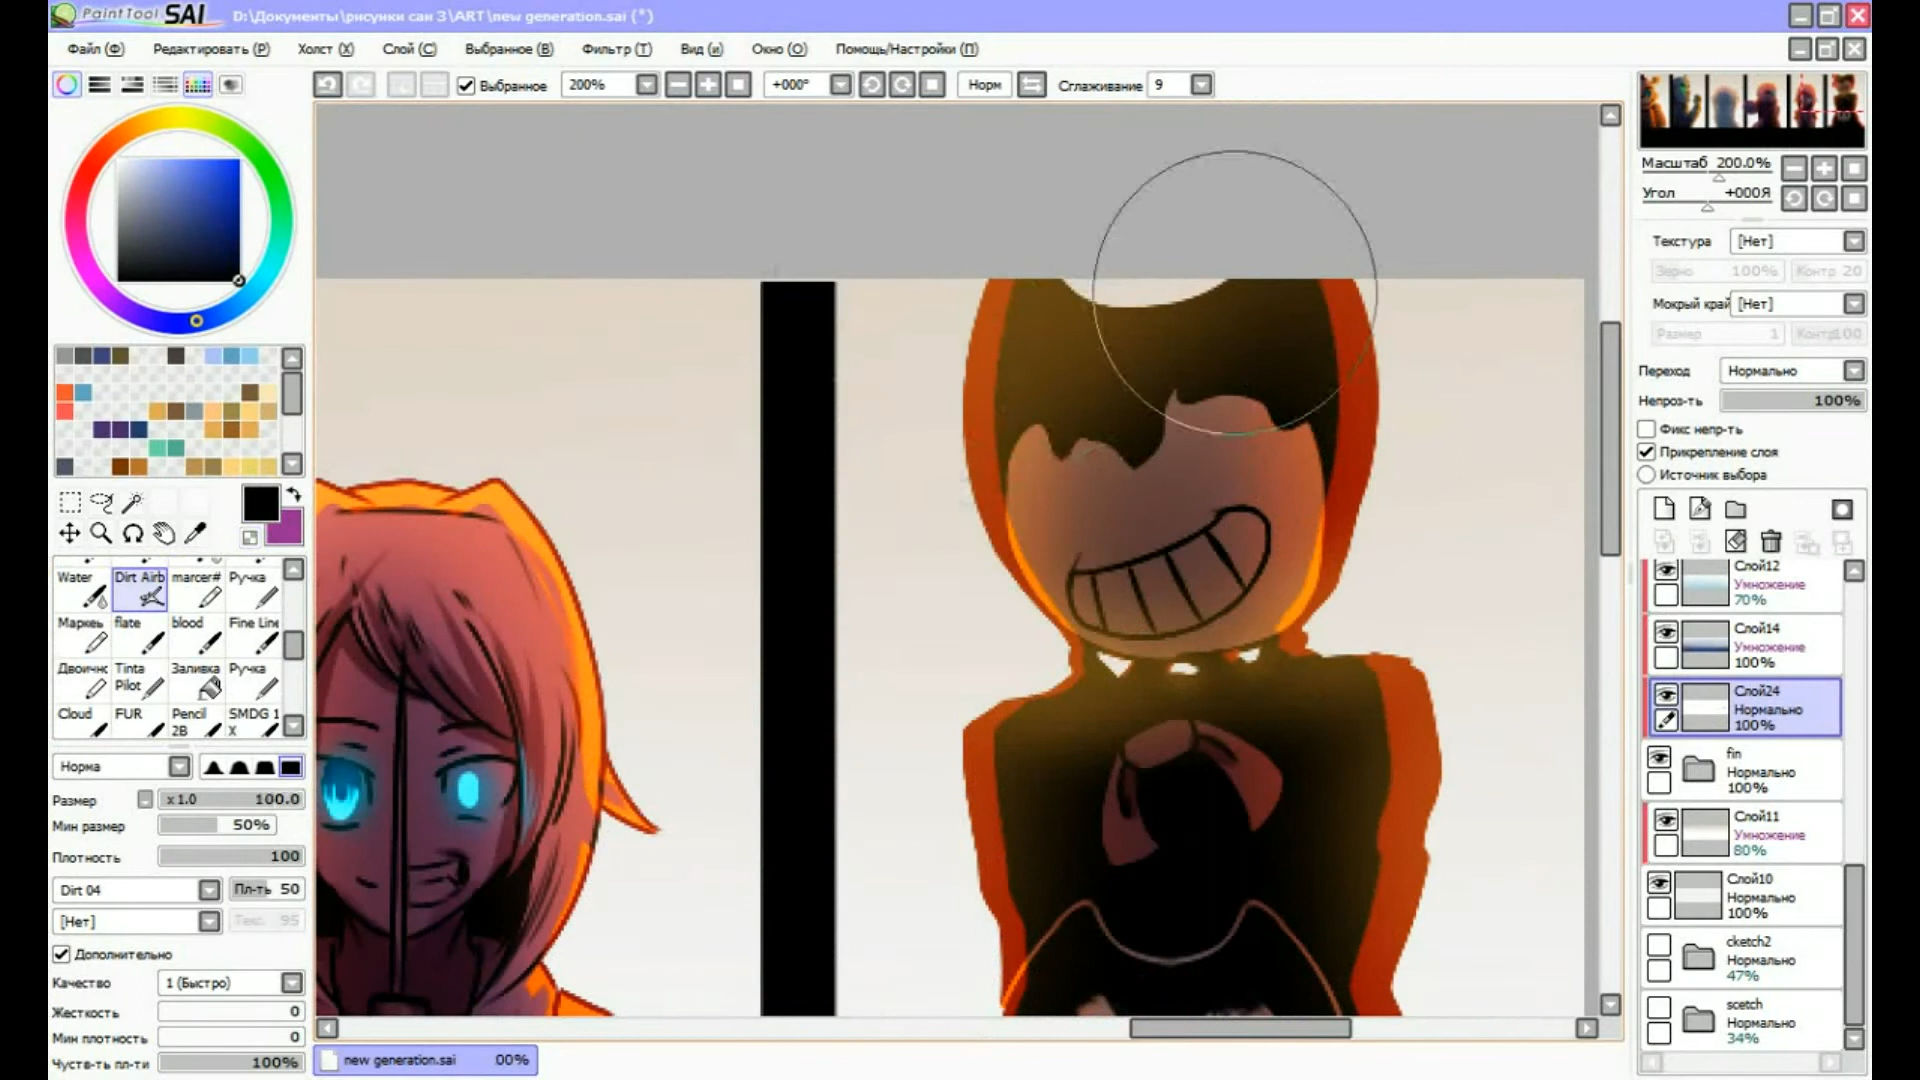 PaintTool SAI
D:\Документы\рисунки саи 3\ART\new generation.sai (*)
Файл (Ф) Редактировать (Р) Холст (Х) Слой (С) Выбранное (В) Фильтр (Т) Вид (и) Окно (О) Помощь/Настройки (П)
Выбранное 200% +000° Норм Сглаживание 9
Масштаб 200.0%
Угол +000Я
Текстура [Нет]
Зерно 100% Контр 20
Мокрый край [Нет]
Размер 1 Контр 100
Переход Нормально
Непроз-ть 100%
Фикс непр-ть
Прикрепление слоя
Источник выбора
Слой12
Умножение
70%
Слой14
Умножение
100%
Слой24
Нормально
100%
fin
Нормально
100%
Слой11
Умножение
80%
Слой10
Нормально
100%
cketch2
Нормально
47%
scetch
Нормально
34%
Water Dirt Airb marcer# Ручка
Маркеь flate blood Fine Line
Двоично Tinta Pilot Заливка Ручка
Cloud FUR Pencil 2B SMDG 1 X
Норма
Размер x 1.0 100.0
Мин размер 50%
Плотность 100
Dirt 04 Пл-ть 50
[Нет] Текс. 95
Дополнительно
Качество 1 (Быстро)
Жесткость 0
Мин плотность 0
Чуств-ть пл-ти 100%
new generation.sai 00%